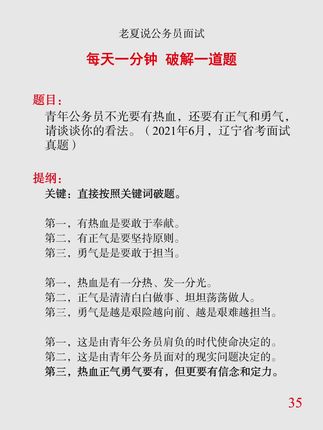 老夏说公务员面试
每天一分钟 破解一道题
题目：
青年公务员不光要有热血，还要有正气和勇气，
请谈谈你的看法。（2021年6月，辽宁省考面试
真题）
提纲：
关键：直接按照关键词破题。
第一，有热血是要敢于奉献。
第二，有正气是要坚持原则。
第三，勇气是是要敢于担当。
第一，热血是有一分热、发一分光。
第二，正气是清清白白做事、坦坦荡荡做人。
第三，勇气是越是艰险越向前、越是艰难越担当。
第一，这是由青年公务员肩负的时代使命决定的。
第二，这是由青年公务员面对的现实问题决定的。
第三，热血正气勇气要有，但更要有信念和定力。
35